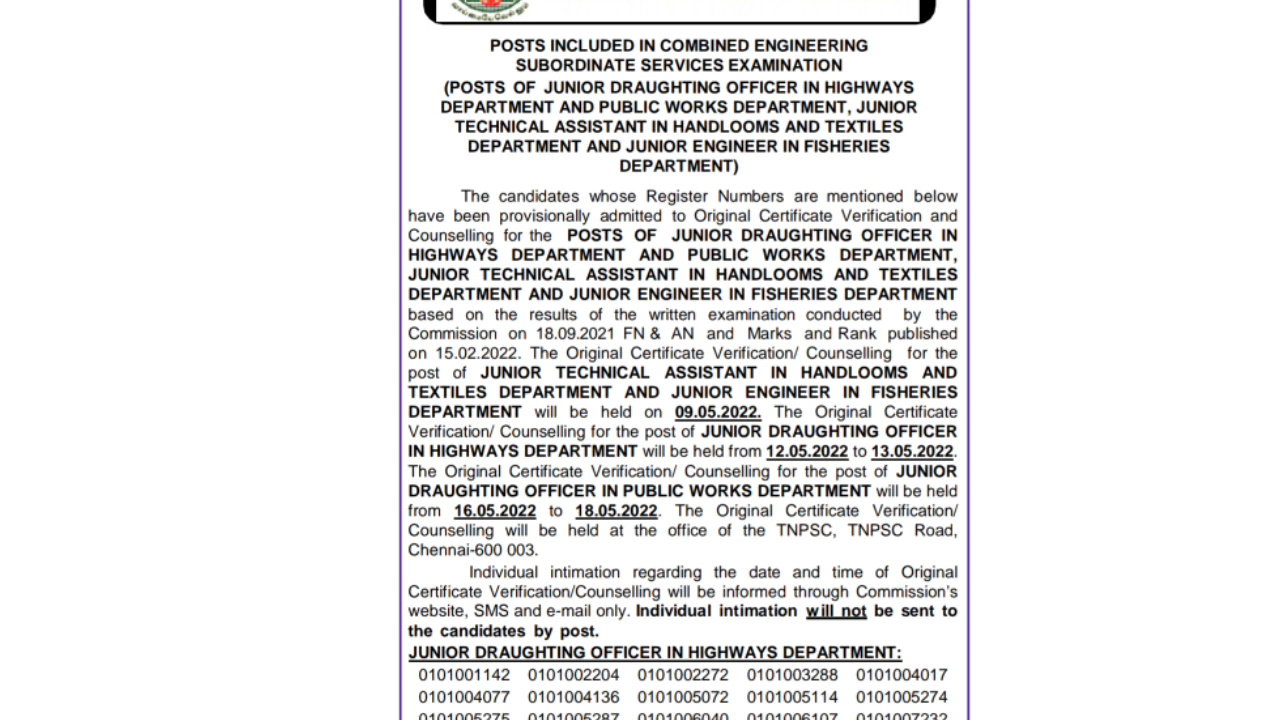 வாய்மையே வெல்லும்
POSTS INCLUDED IN COMBINED ENGINEERING
SUBORDINATE SERVICES EXAMINATION
(POSTS OF JUNIOR DRAUGHTING OFFICER IN HIGHWAYS
DEPARTMENT AND PUBLIC WORKS DEPARTMENT, JUNIOR
TECHNICAL ASSISTANT IN HANDLOOMS AND TEXTILES
DEPARTMENT AND JUNIOR ENGINEER IN FISHERIES
DEPARTMENT)
The candidates whose Register Numbers are mentioned below
have been provisionally admitted to Original Certificate Verification and
Counselling for the POSTS OF JUNIOR DRAUGHTING OFFICER IN
HIGHWAYS DEPARTMENT AND PUBLIC WORKS DEPARTMENT,
JUNIOR TECHNICAL ASSISTANT IN HANDLOOMS AND TEXTILES
DEPARTMENT AND JUNIOR ENGINEER IN FISHERIES DEPARTMENT
based on the results of the written examination conducted by the
Commission on 18.09.2021 FN & AN and Marks and Rank published
on 15.02.2022. The Original Certificate Verification/ Counselling for the
post of JUNIOR TECHNICAL ASSISTANT IN HANDLOOMS AND
TEXTILES DEPARTMENT AND JUNIOR ENGINEER IN FISHERIES
DEPARTMENT will be held on 09.05.2022. The Original Certificate
Verification/ Counselling for the post of JUNIOR DRAUGHTING OFFICER
IN HIGHWAYS DEPARTMENT will be held from 12.05.2022 to 13.05.2022.
The Original Certificate Verification/ Counselling for the post of JUNIOR
DRAUGHTING OFFICER IN PUBLIC WORKS DEPARTMENT will be held
from 16.05.2022 to 18.05.2022. The Original Certificate Verification/
Counselling will be held at the office of the TNPSC, TNPSC Road,
Chennai-600 003.
Individual intimation regarding the date and time of Original
Certificate Verification/Counselling will be informed through Commission's
website, SMS and e-mail only. Individual intimation will not be sent to
the candidates by post.
JUNIOR DRAUGHTING OFFICER IN HIGHWAYS DEPARTMENT:
0101001142 0101002204 0101002272 0101003288 0101004017
0101004077 0101004136 0101005072 0101005114 0101005274
0101005275 0101005287 0101006040 0101006107 0101007232